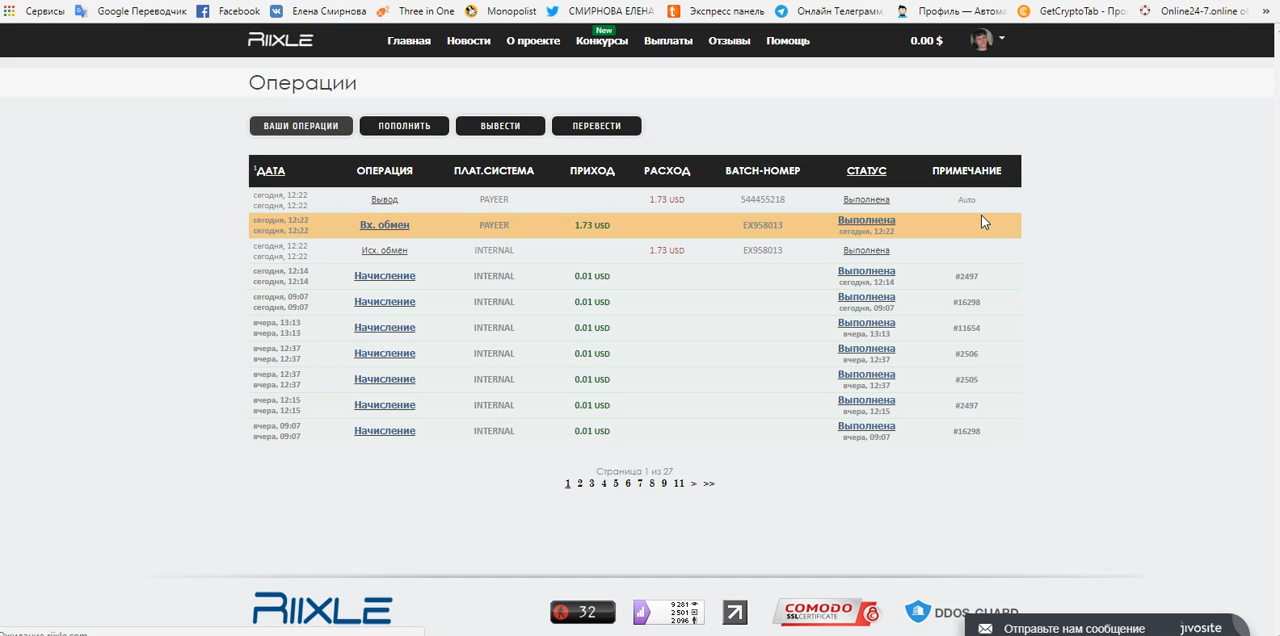 Сервисы Google Переводчик Facebook Елена Смирнова Three in One Monopolist СМИРНОВА ЕЛЕНА Экспресс панель Онлайн Телеграмм Профиль — Автома GetCryptoTab - Про Online24-7.online »
RIIXLE Главная Новости О проекте New Конкурсы Выплаты Отзывы Помощь 0.00 $
Операции
ВАШИ ОПЕРАЦИИ ПОПОЛНИТЬ ВЫВЕСТИ ПЕРЕВЕСТИ
1ДАТА ОПЕРАЦИЯ ПЛАТ.СИСТЕМА ПРИХОД РАСХОД BATCH-НОМЕР СТАТУС ПРИМЕЧАНИЕ
сегодня, 12:22 Вывод PAYEER 1.73 USD 544455218 Выполнена Auto
сегодня, 12:22
сегодня, 12:22 Вх. обмен PAYEER 1.73 USD EX958013 Выполнена
сегодня, 12:22 сегодня, 12:22
сегодня, 12:22 Исх. обмен INTERNAL 1.73 USD EX958013 Выполнена
сегодня, 12:22
сегодня, 12:14 Начисление INTERNAL 0.01 USD Выполнена #2497
сегодня, 12:14 сегодня, 12:14
сегодня, 09:07 Начисление INTERNAL 0.01 USD Выполнена #16298
сегодня, 09:07 сегодня, 09:07
вчера, 13:13 Начисление INTERNAL 0.01 USD Выполнена #11654
вчера, 13:13 вчера, 13:13
вчера, 12:37 Начисление INTERNAL 0.01 USD Выполнена #2506
вчера, 12:37 вчера, 12:37
вчера, 12:37 Начисление INTERNAL 0.01 USD Выполнена #2505
вчера, 12:37 вчера, 12:37
вчера, 12:15 Начисление INTERNAL 0.01 USD Выполнена #2497
вчера, 12:15 вчера, 12:15
вчера, 09:07 Начисление INTERNAL 0.01 USD Выполнена #16298
вчера, 09:07 вчера, 09:07
Страница 1 из 27
1 2 3 4 5 6 7 8 9 11 > >>
RIIXLE 32 9 281 2 501 2 096 COMODO SSL CERTIFICATE DDOS-GUARD
Отправьте нам сообщение jivosite